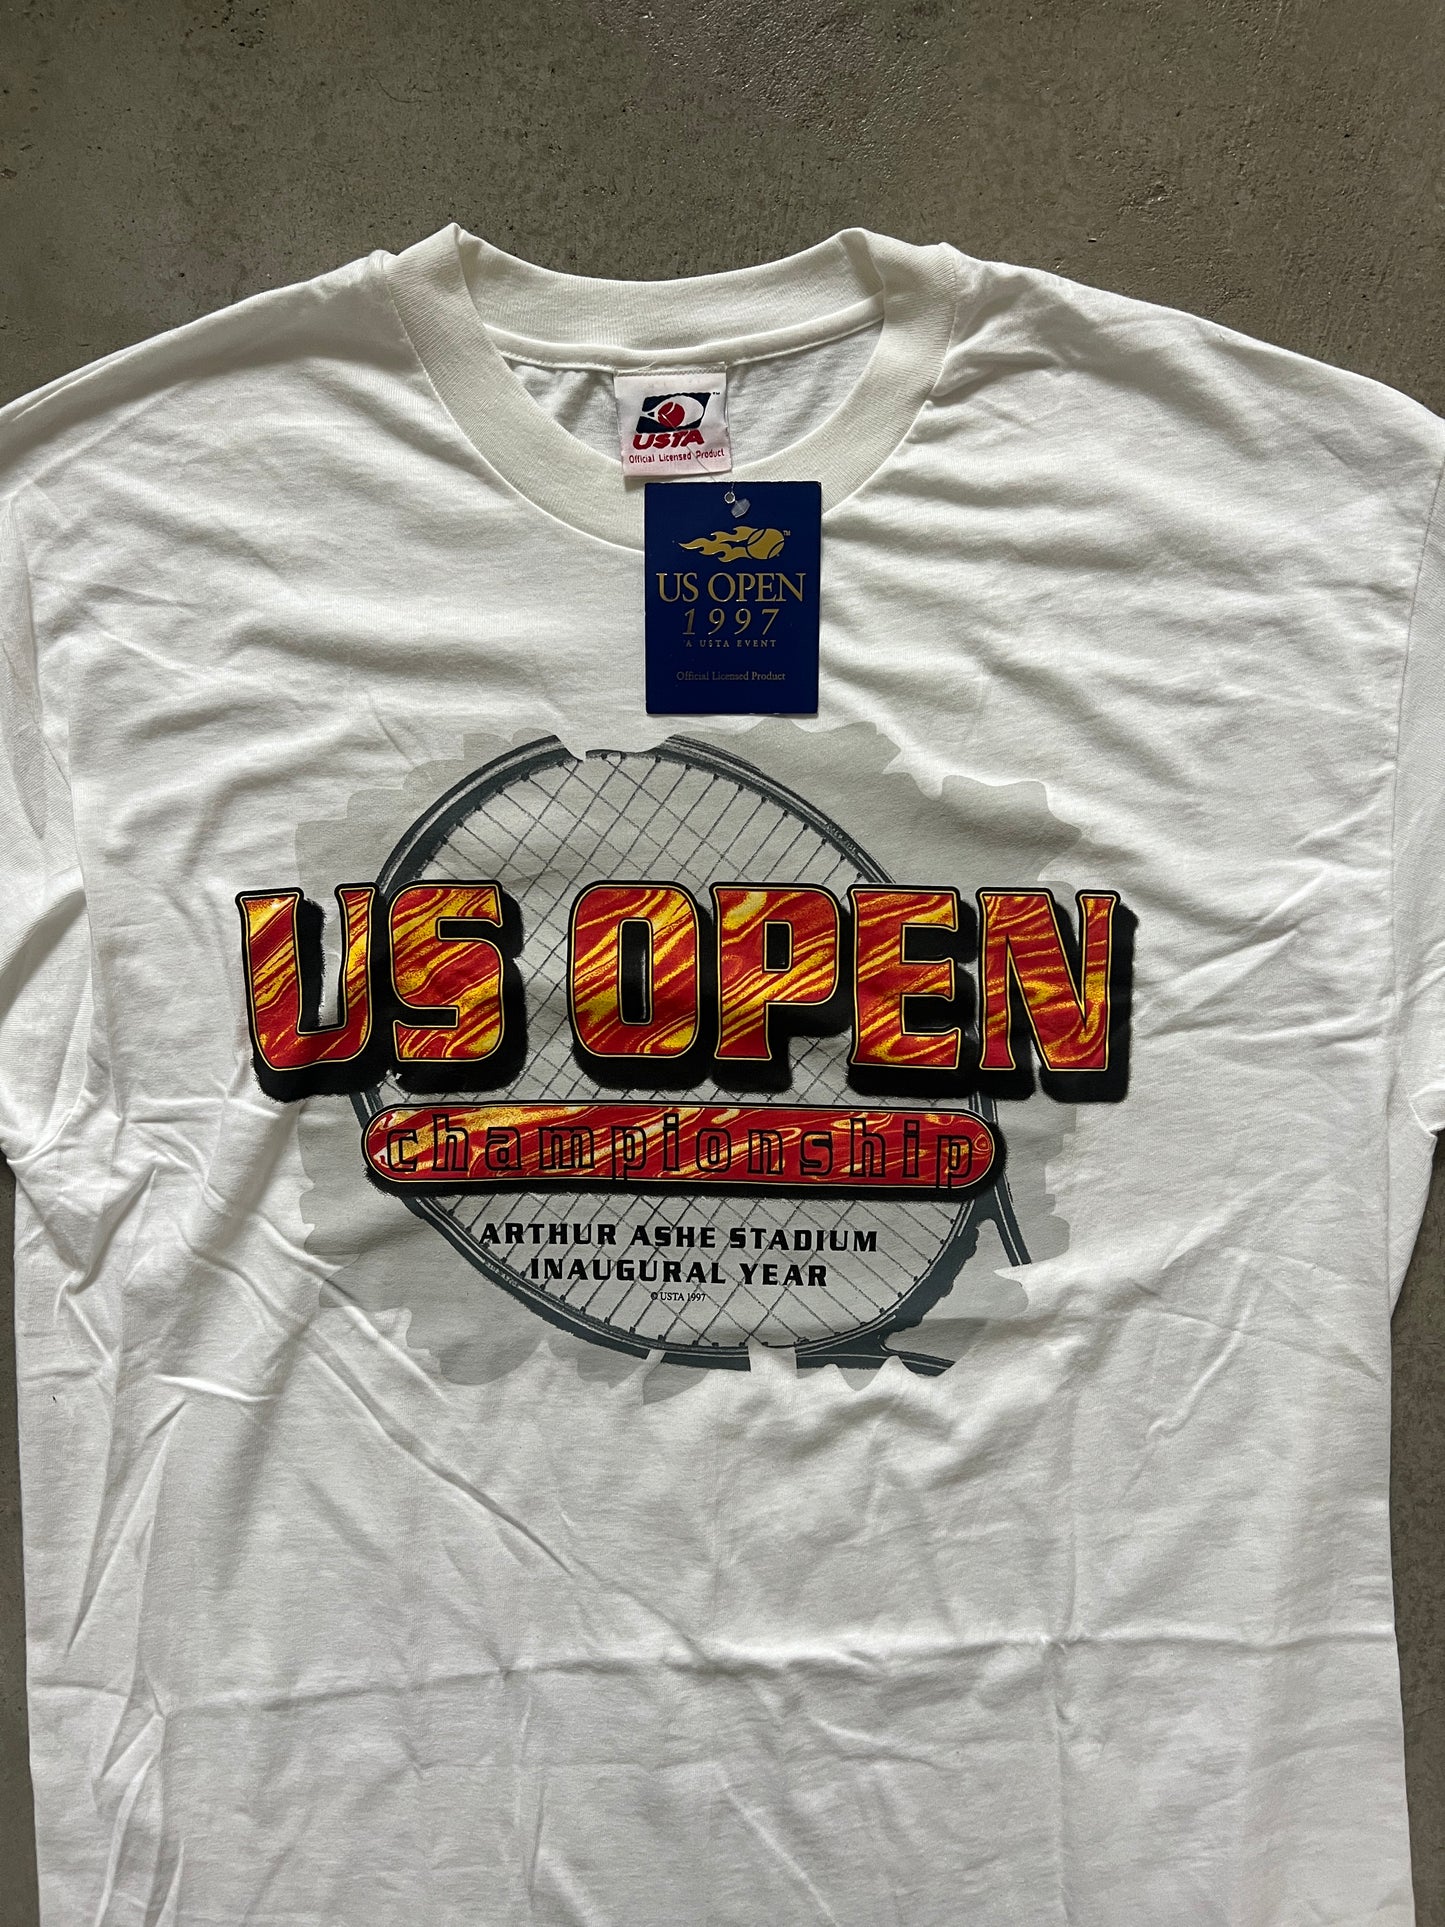 USTA
Official Licensed Product
US OPEN
1997
A USTA EVENT
Official Licensed Product
US OPEN
championship
ARTHUR ASHE STADIUM
INAUGURAL YEAR
© USTA 1997